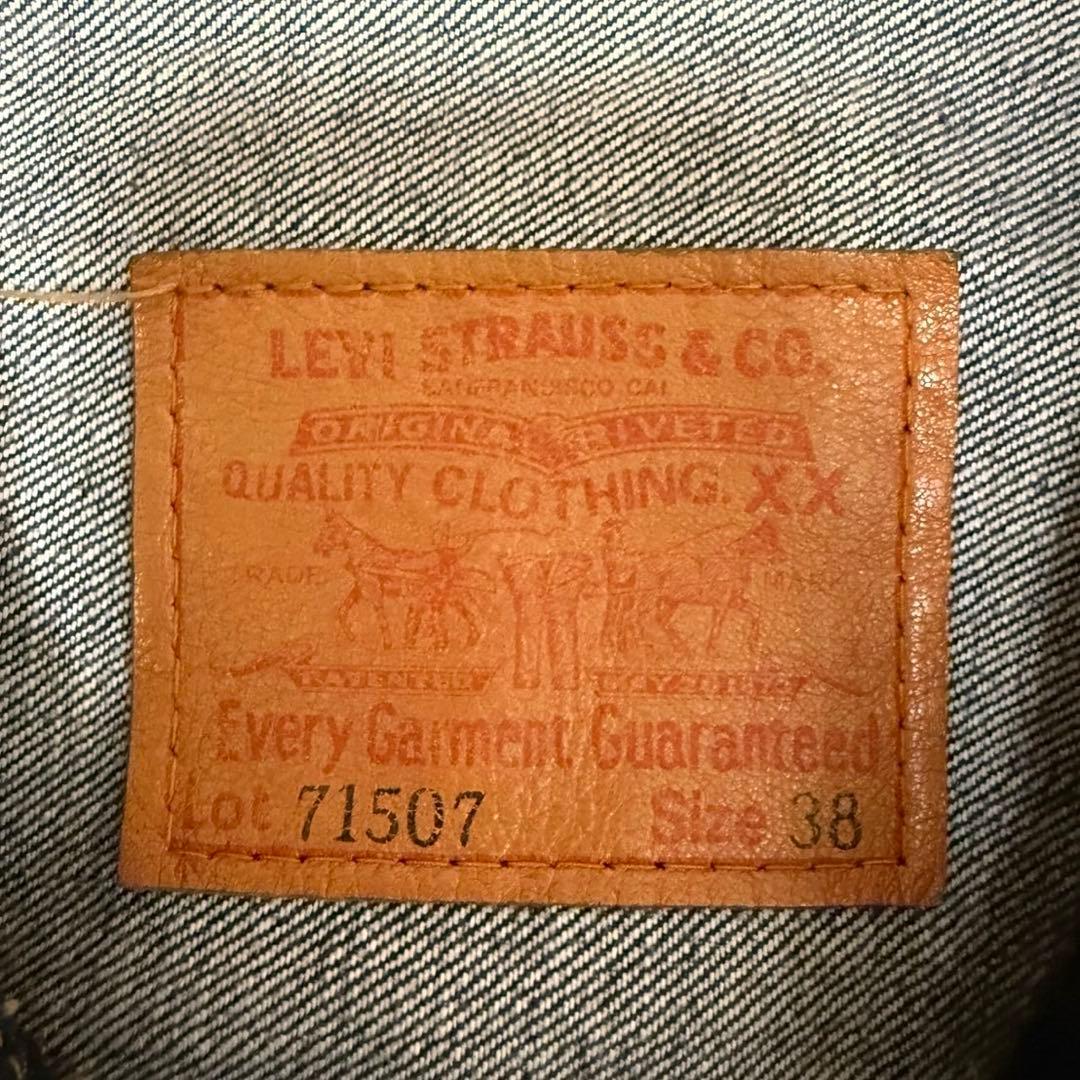 LEVI STRAUSS & CO.
SAN FRANCISCO CAL
ORIGINAL RIVETED
QUALITY CLOTHING. XX
TRADE MARK
Every Garment Guaranteed
Lot 71507 Size 38